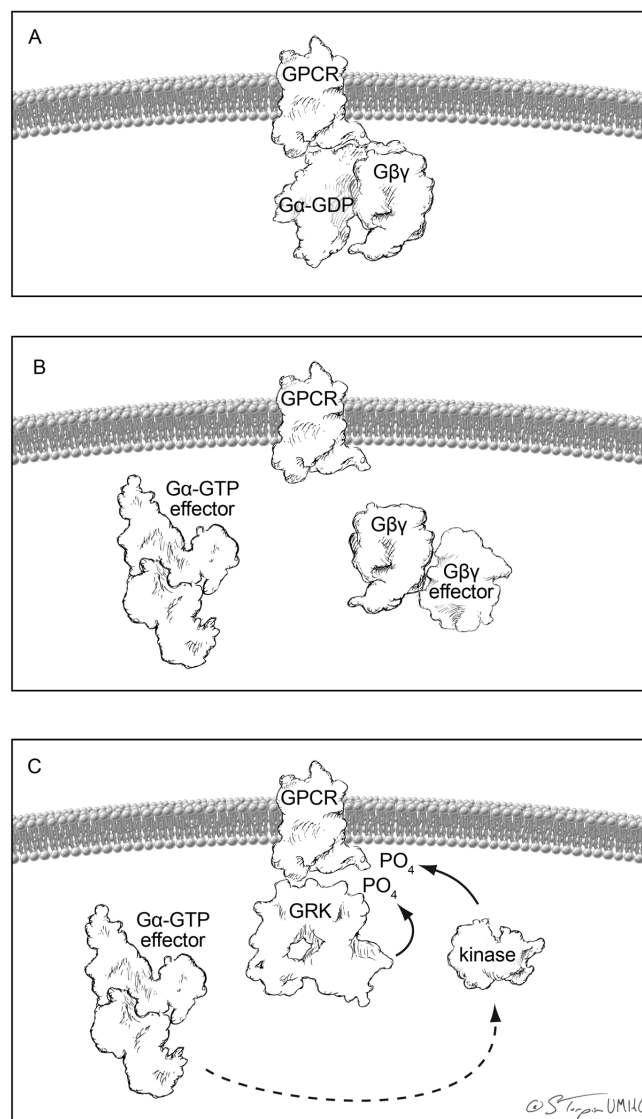 A
GPCR
Gβγ
Gα-GDP
B
GPCR
Gα-GTP
effector
Gβγ
Gβγ
effector
C
GPCR
PO4
PO4
GRK
Gα-GTP
effector
kinase